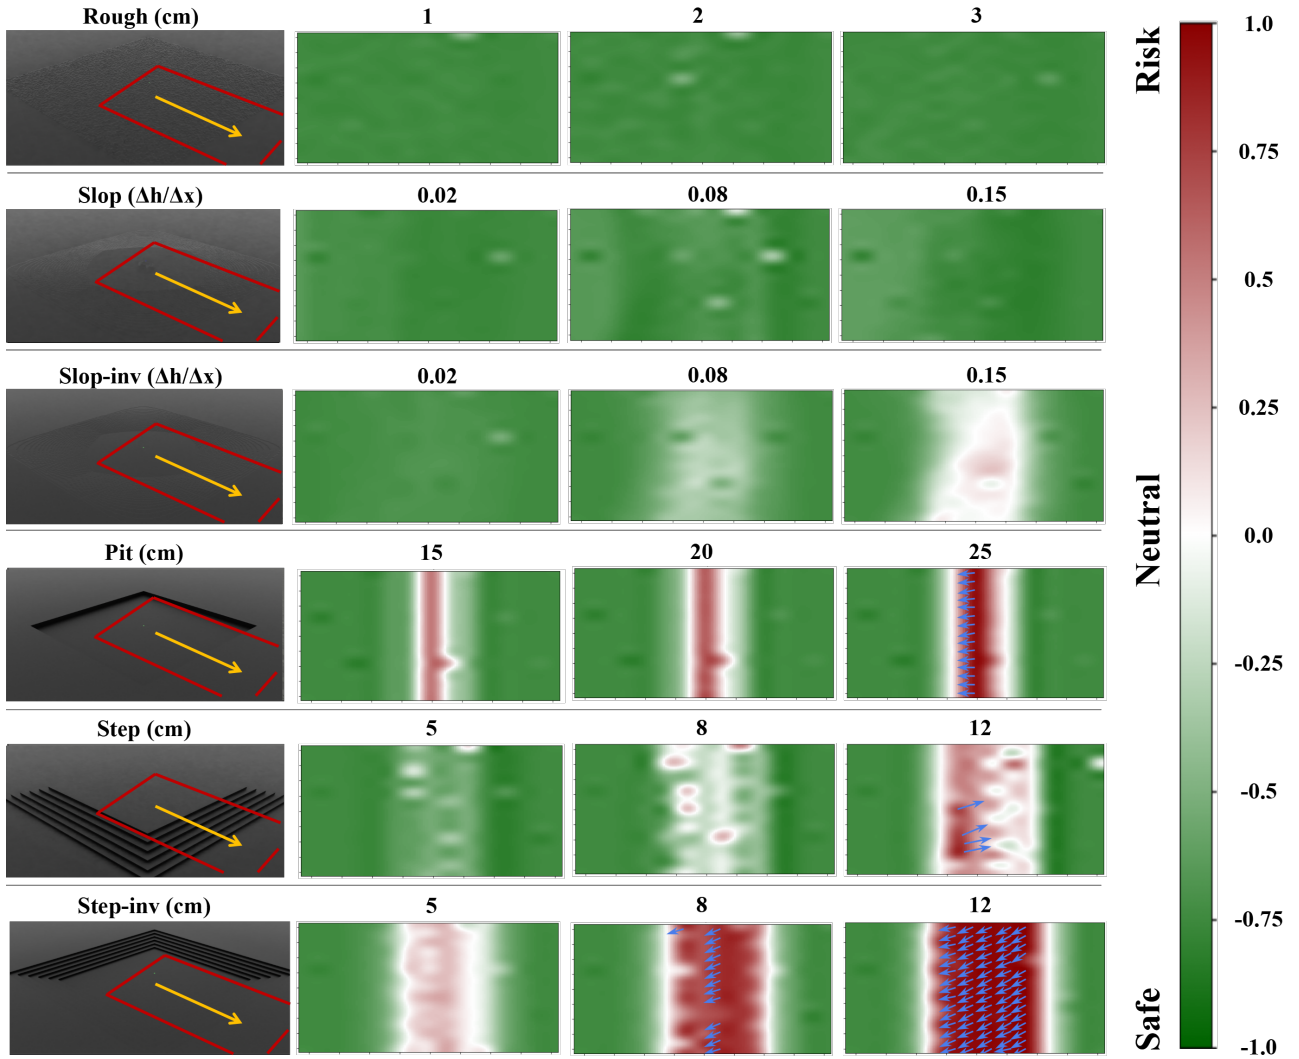 Rough (cm) 1 2 3
Slop (Δh/Δx) 0.02 0.08 0.15
Slop-inv (Δh/Δx) 0.02 0.08 0.15
Pit (cm) 15 20 25
Step (cm) 5 8 12
Step-inv (cm) 5 8 12
Risk
Neutral
Safe
1.0
0.75
0.5
0.25
0.0
-0.25
-0.5
-0.75
-1.0